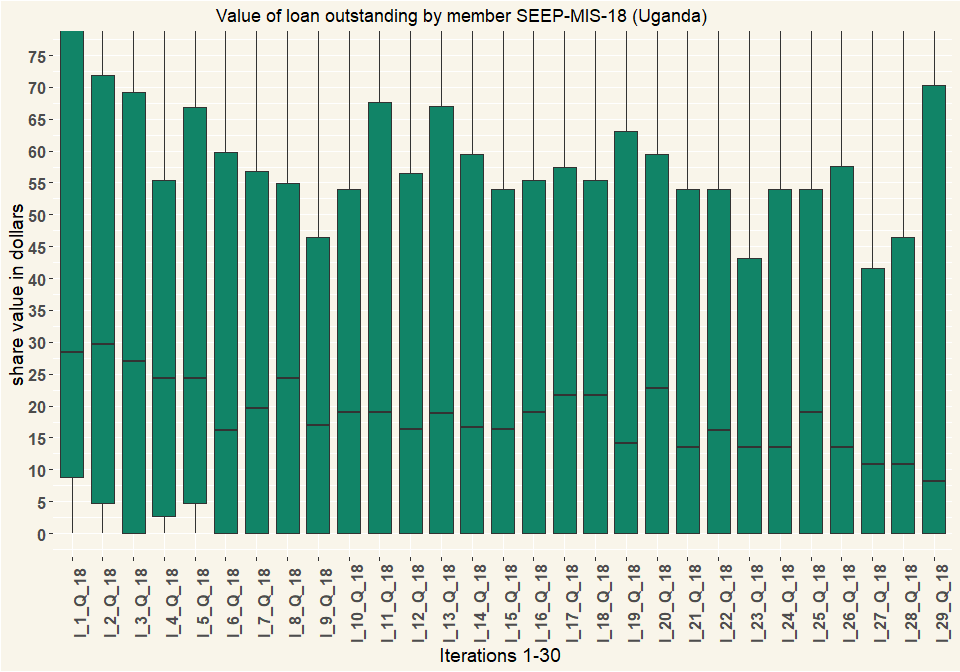 Value of loan outstanding by member SEEP-MIS-18 (Uganda)
share value in dollars
75
70
65
60
55
50
45
40
35
30
25
20
15
10
5
0
I_1_Q_18
I_2_Q_18
I_3_Q_18
I_4_Q_18
I_5_Q_18
I_6_Q_18
I_7_Q_18
I_8_Q_18
I_9_Q_18
I_10_Q_18
I_11_Q_18
I_12_Q_18
I_13_Q_18
I_14_Q_18
I_15_Q_18
I_16_Q_18
I_17_Q_18
I_18_Q_18
I_19_Q_18
I_20_Q_18
I_21_Q_18
I_22_Q_18
I_23_Q_18
I_24_Q_18
I_25_Q_18
I_26_Q_18
I_27_Q_18
I_28_Q_18
I_29_Q_18
Iterations 1-30